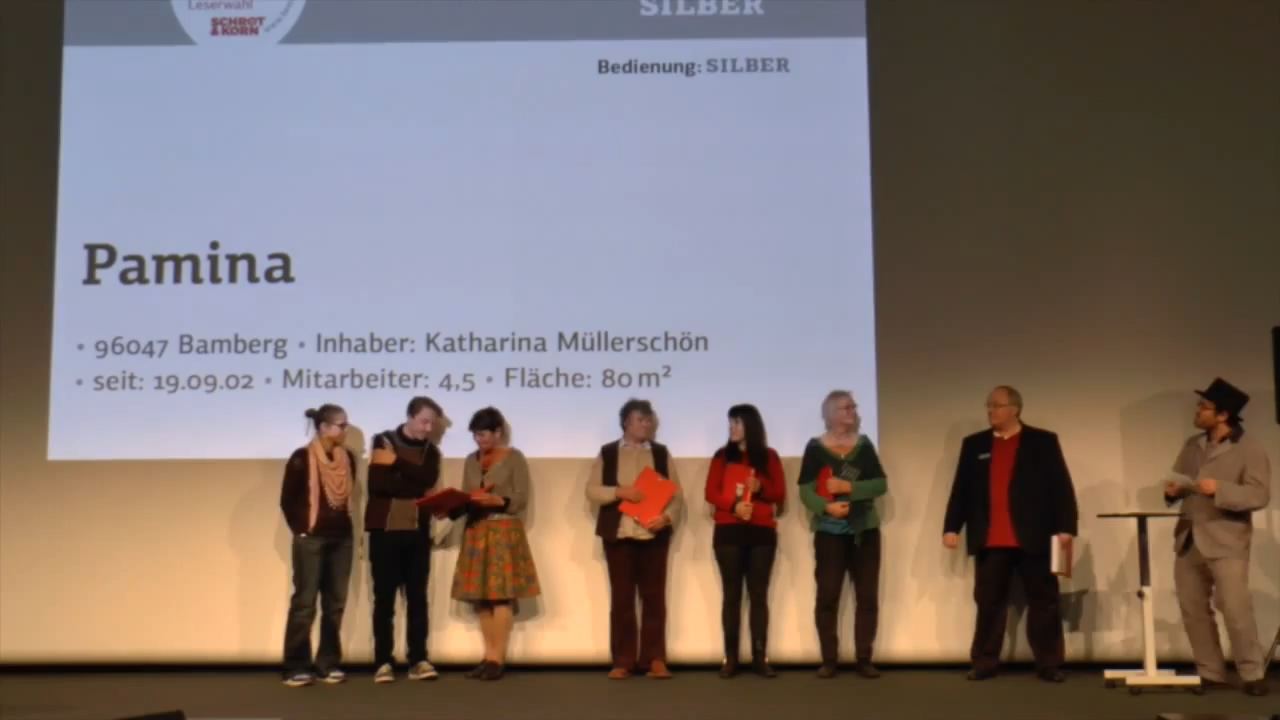 Leserwahl
SCHROT
&KORN
SILBER
Bedienung: SILBER
Pamina
• 96047 Bamberg • Inhaber: Katharina Müllerschön
• seit: 19.09.02 • Mitarbeiter: 4,5 • Fläche: 80 m²